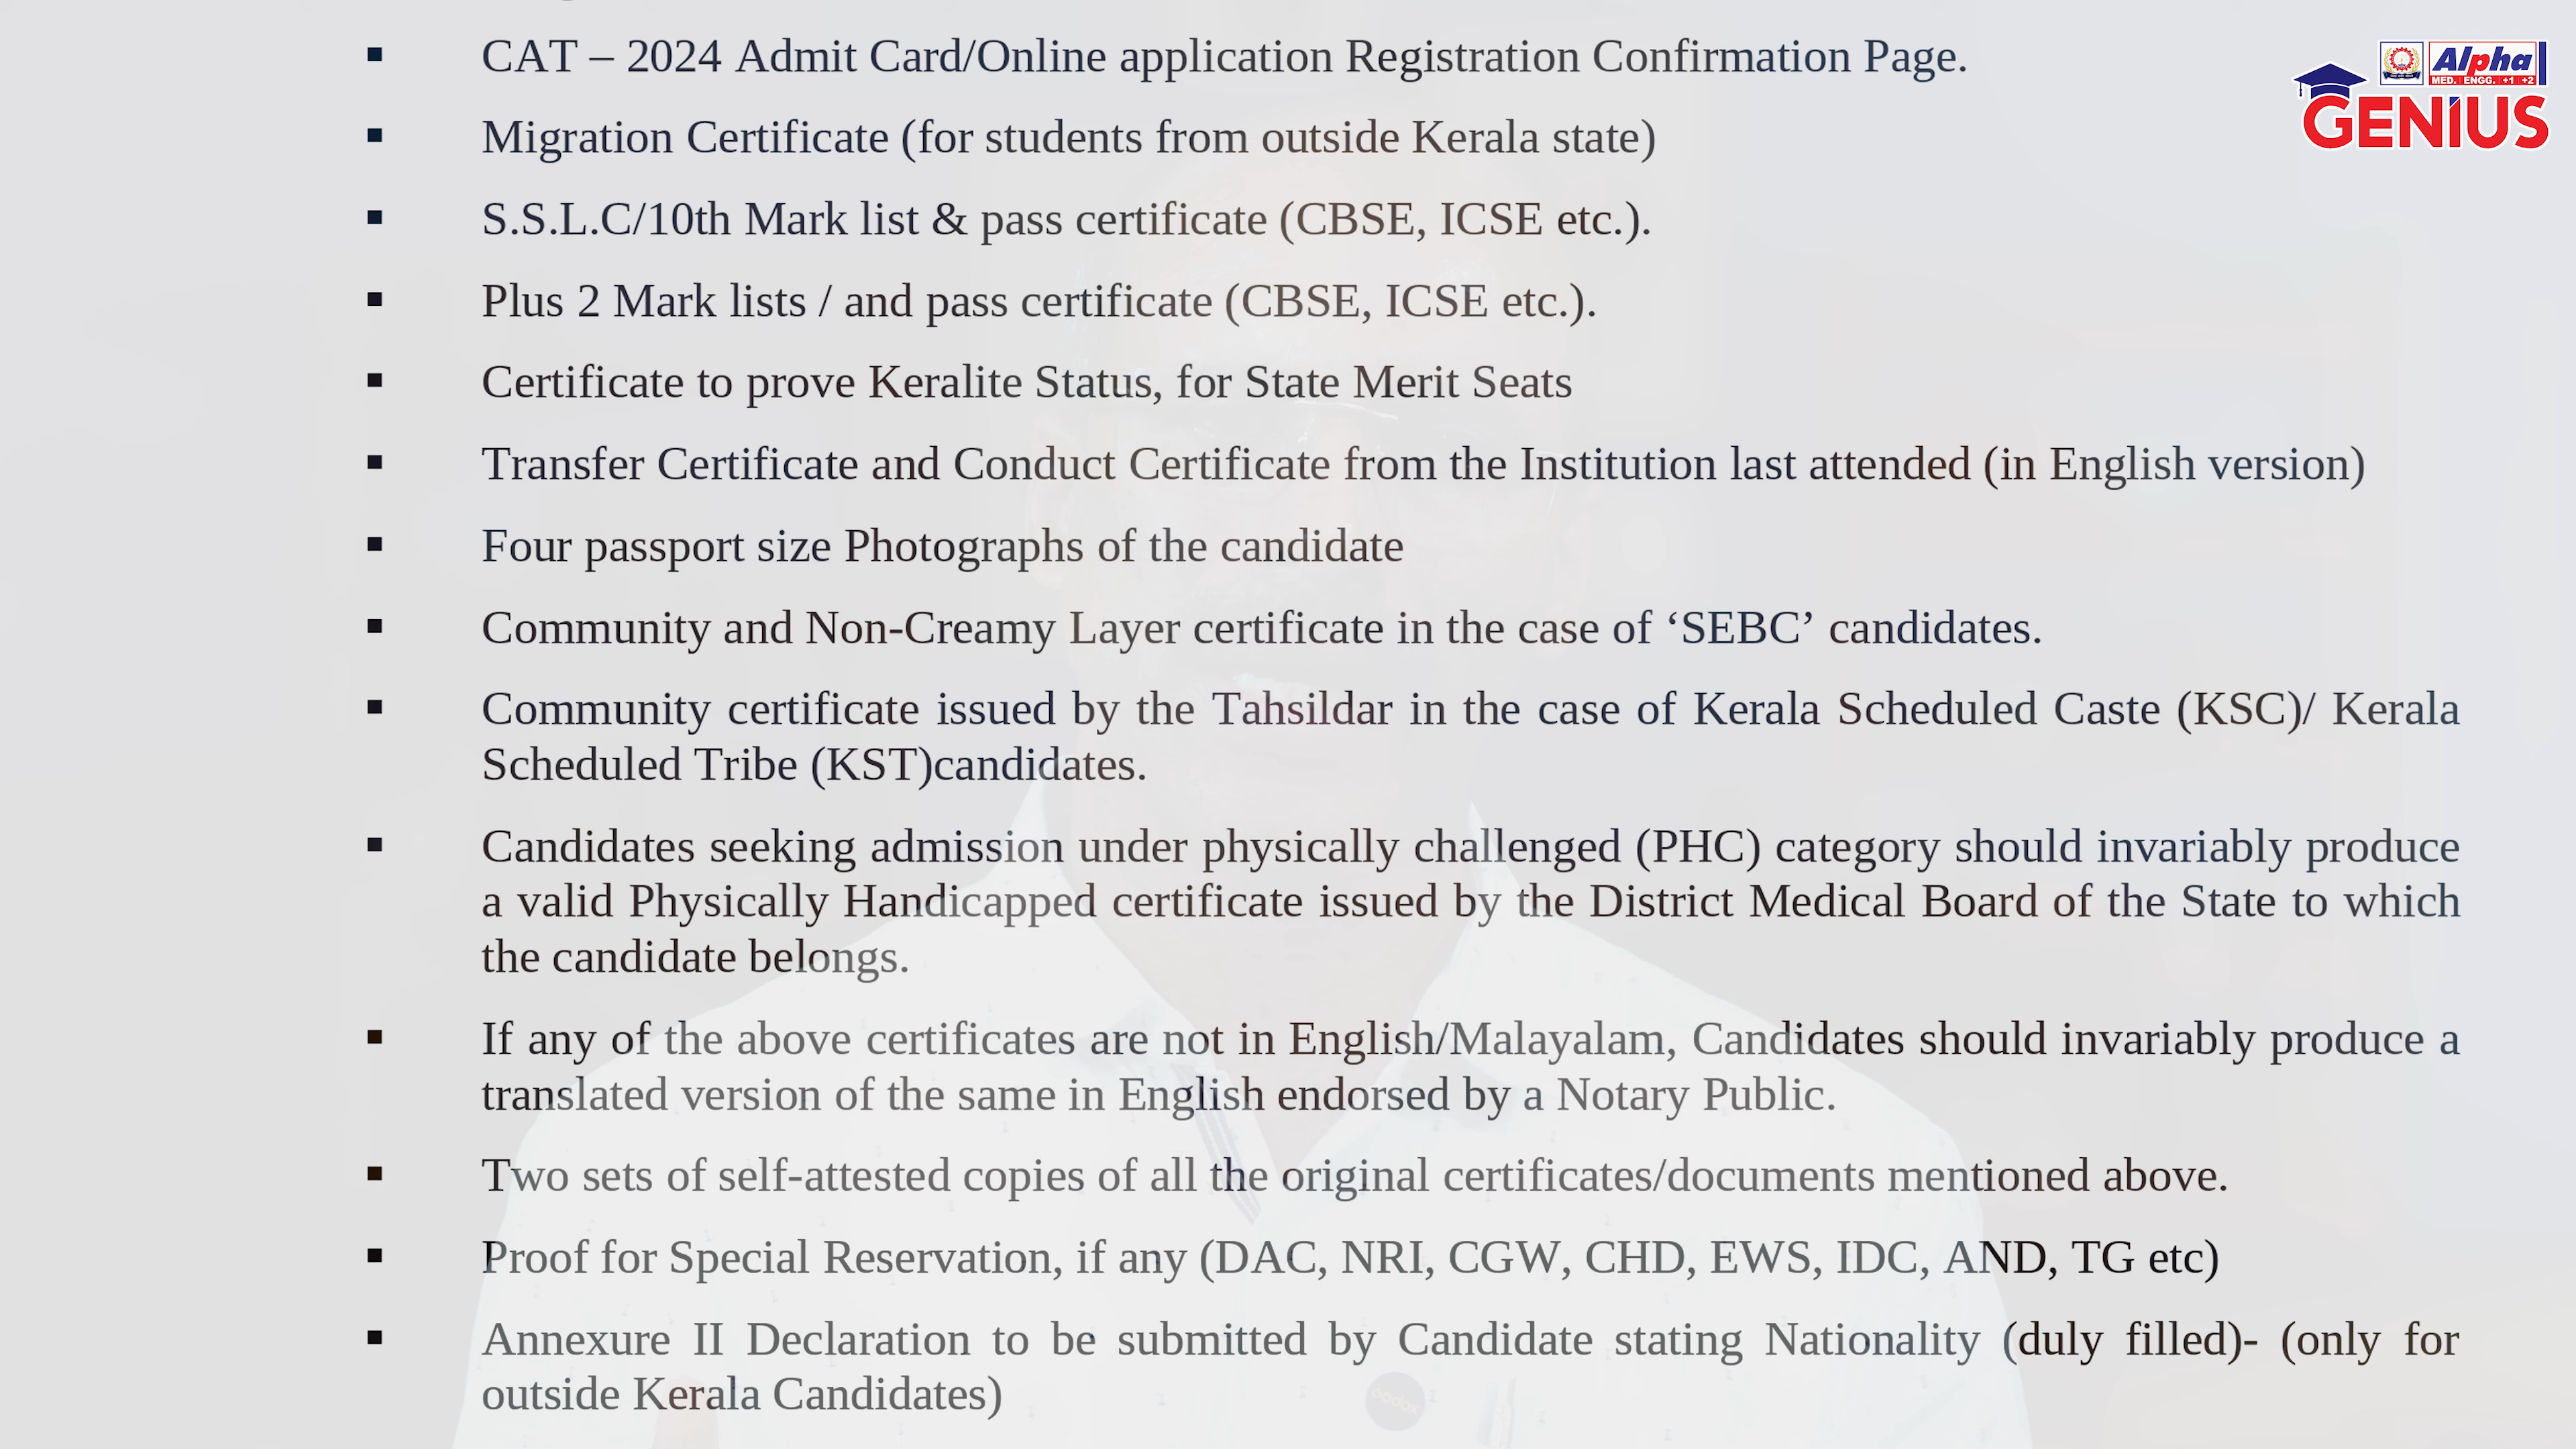 ▪ CAT – 2024 Admit Card/Online application Registration Confirmation Page.
▪ Migration Certificate (for students from outside Kerala state)
▪ S.S.L.C/10th Mark list & pass certificate (CBSE, ICSE etc.).
▪ Plus 2 Mark lists / and pass certificate (CBSE, ICSE etc.).
▪ Certificate to prove Keralite Status, for State Merit Seats
▪ Transfer Certificate and Conduct Certificate from the Institution last attended (in English version)
▪ Four passport size Photographs of the candidate
▪ Community and Non-Creamy Layer certificate in the case of ‘SEBC’ candidates.
▪ Community certificate issued by the Tahsildar in the case of Kerala Scheduled Caste (KSC)/ Kerala
Scheduled Tribe (KST)candidates.
▪ Candidates seeking admission under physically challenged (PHC) category should invariably produce
a valid Physically Handicapped certificate issued by the District Medical Board of the State to which
the candidate belongs.
▪ If any of the above certificates are not in English/Malayalam, Candidates should invariably produce a
translated version of the same in English endorsed by a Notary Public.
▪ Two sets of self-attested copies of all the original certificates/documents mentioned above.
▪ Proof for Special Reservation, if any (DAC, NRI, CGW, CHD, EWS, IDC, AND, TG etc)
▪ Annexure II Declaration to be submitted by Candidate stating Nationality (duly filled)- (only for
outside Kerala Candidates)
Alpha
MED. ENGG. +1 +2
GENIUS